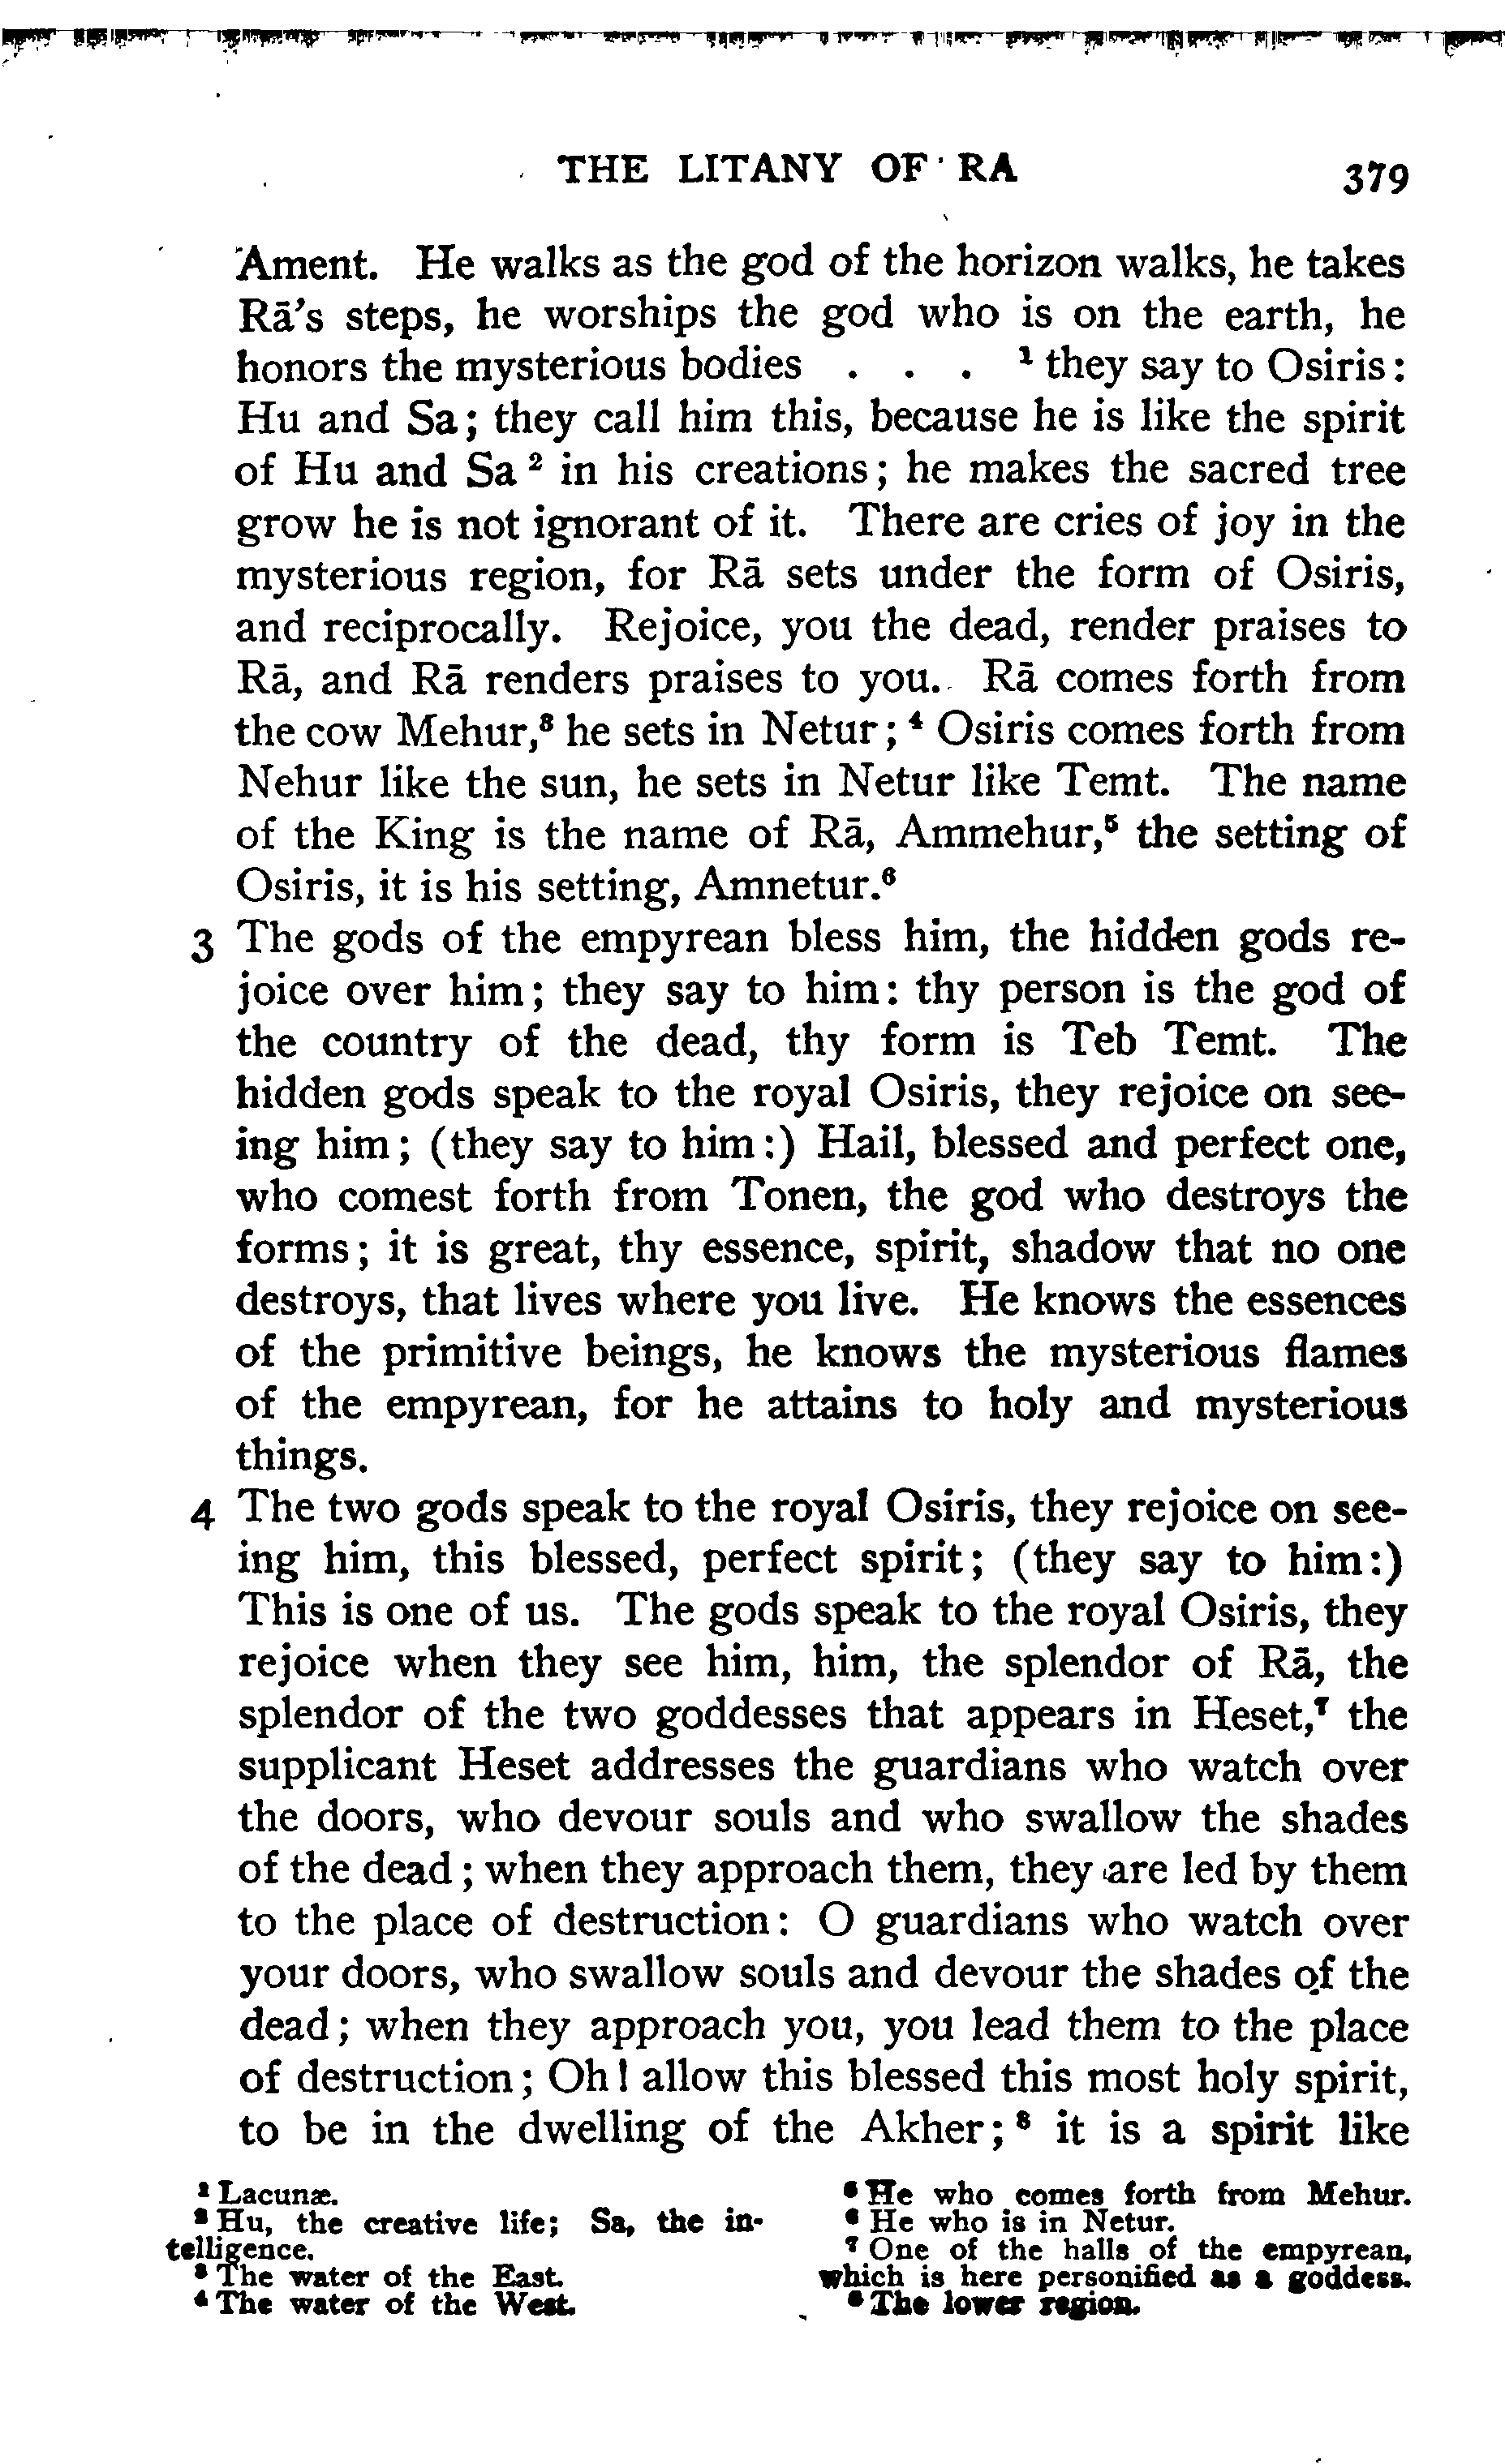 THE LITANY OF RA 379
Ament. He walks as the god of the horizon walks, he takes
Rā's steps, he worships the god who is on the earth, he
honors the mysterious bodies . . . ¹ they say to Osiris:
Hu and Sa; they call him this, because he is like the spirit
of Hu and Sa ² in his creations; he makes the sacred tree
grow he is not ignorant of it. There are cries of joy in the
mysterious region, for Rā sets under the form of Osiris,
and reciprocally. Rejoice, you the dead, render praises to
Rā, and Rā renders praises to you. Rā comes forth from
the cow Mehur,³ he sets in Netur; ⁴ Osiris comes forth from
Nehur like the sun, he sets in Netur like Temt. The name
of the King is the name of Rā, Ammehur,⁵ the setting of
Osiris, it is his setting, Amnetur.⁶
3 The gods of the empyrean bless him, the hidden gods re-
joice over him; they say to him: thy person is the god of
the country of the dead, thy form is Teb Temt. The
hidden gods speak to the royal Osiris, they rejoice on see-
ing him; (they say to him:) Hail, blessed and perfect one,
who comest forth from Tonen, the god who destroys the
forms; it is great, thy essence, spirit, shadow that no one
destroys, that lives where you live. He knows the essences
of the primitive beings, he knows the mysterious flames
of the empyrean, for he attains to holy and mysterious
things.
4 The two gods speak to the royal Osiris, they rejoice on see-
ing him, this blessed, perfect spirit; (they say to him:)
This is one of us. The gods speak to the royal Osiris, they
rejoice when they see him, him, the splendor of Rā, the
splendor of the two goddesses that appears in Heset,⁷ the
supplicant Heset addresses the guardians who watch over
the doors, who devour souls and who swallow the shades
of the dead; when they approach them, they are led by them
to the place of destruction: O guardians who watch over
your doors, who swallow souls and devour the shades of the
dead; when they approach you, you lead them to the place
of destruction; Oh! allow this blessed this most holy spirit,
to be in the dwelling of the Akher; ⁸ it is a spirit like
¹ Lacunæ.
² Hu, the creative life; Sa, the in-
telligence.
³ The water of the East.
⁴ The water of the West.
⁵ He who comes forth from Mehur.
⁶ He who is in Netur.
⁷ One of the halls of the empyrean,
which is here personified as a goddess.
⁸ The lower region.